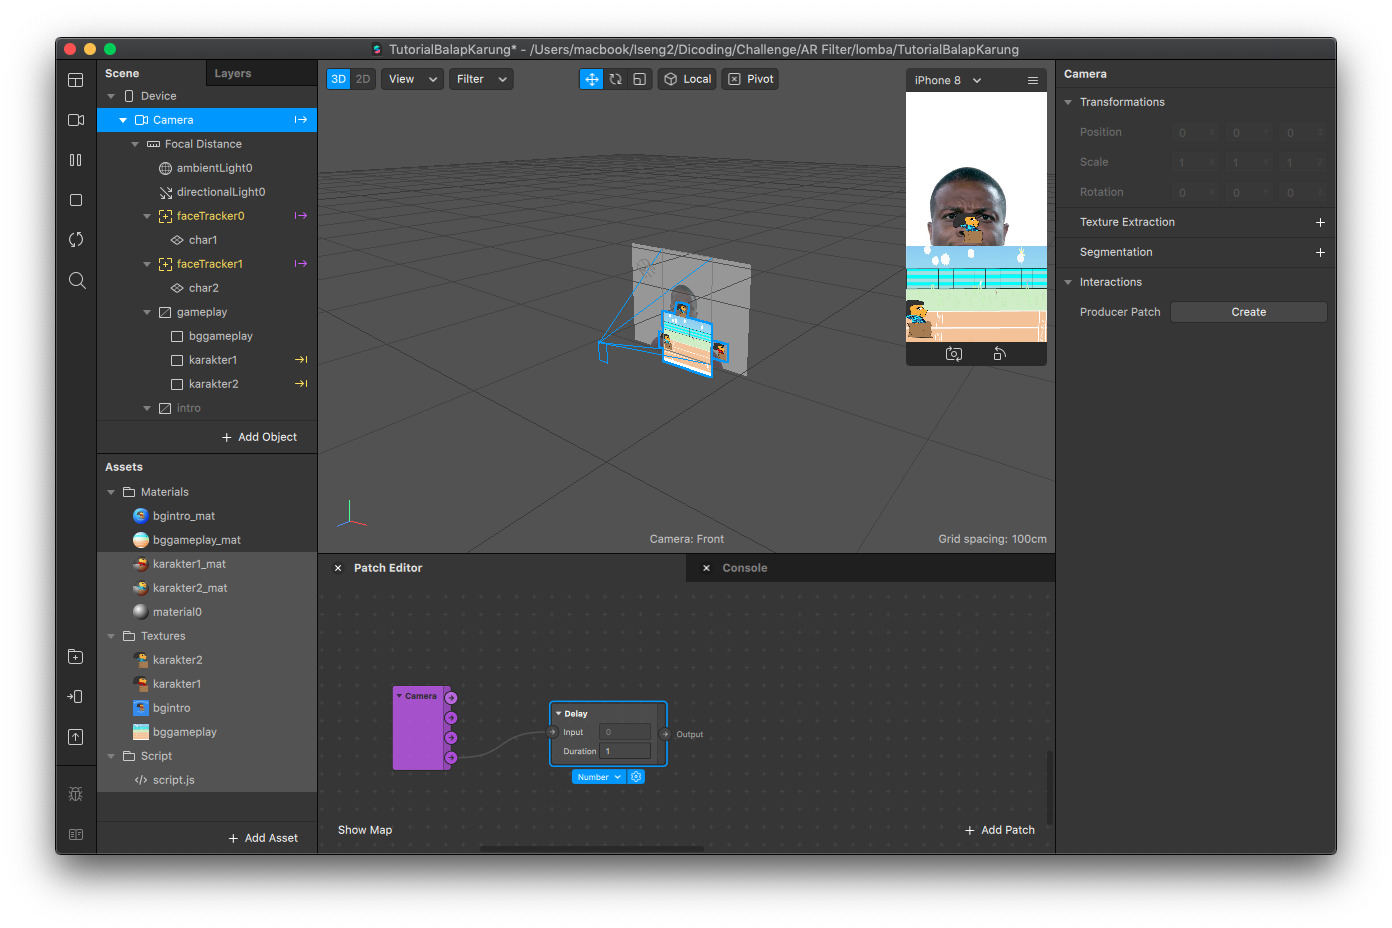 TutorialBalapKarung* - /Users/macbook/Iseng2/Dicoding/Challenge/AR Filter/lomba/TutorialBalapKarung
Scene
Layers
Device
Camera
Focal Distance
ambientLight0
directionalLight0
faceTracker0
char1
faceTracker1
char2
gameplay
bggameplay
karakter1
karakter2
intro
+ Add Object
Assets
Materials
bgintro_mat
bggameplay_mat
karakter1_mat
karakter2_mat
material0
Textures
karakter2
karakter1
bgintro
bggameplay
Script
script.js
+ Add Asset
3D 2D View Filter Local Pivot
iPhone 8
Camera: Front
Grid spacing: 100cm
Patch Editor
Console
Camera
Delay
Input 0
Duration 1
Output
Number
Show Map
+ Add Patch
Camera
Transformations
Position 0 X 0 Y 0 Z
Scale 1 X 1 Y 1 Z
Rotation 0 X 0 Y 0 Z
Texture Extraction +
Segmentation +
Interactions
Producer Patch Create